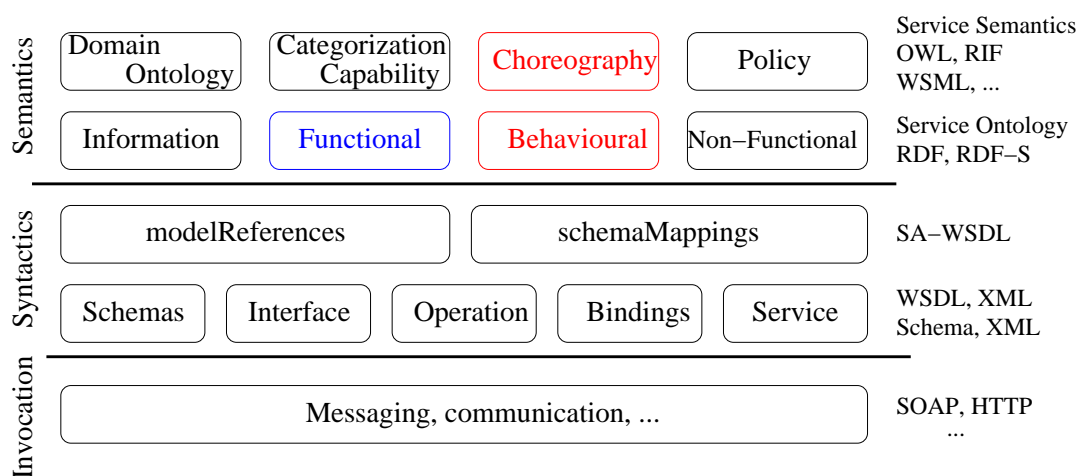 Semantics
Domain
Ontology
Categorization
Capability
Choreography
Policy
Service Semantics
OWL, RIF
WSML, ...
Information
Functional
Behavioural
Non−Functional
Service Ontology
RDF, RDF−S
Syntactics
modelReferences
schemaMappings
SA−WSDL
Schemas
Interface
Operation
Bindings
Service
WSDL, XML
Schema, XML
Invocation
Messaging, communication, ...
SOAP, HTTP
...